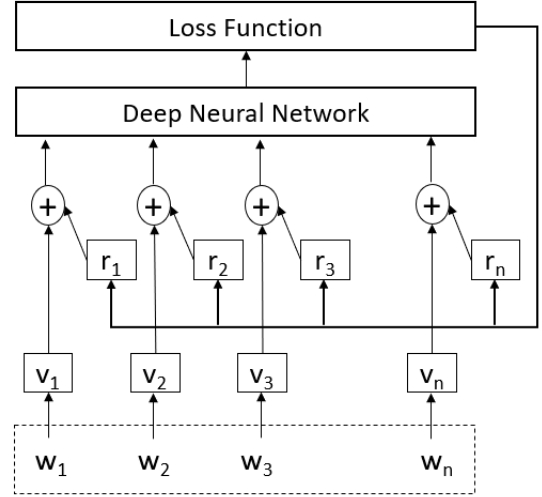 Loss Function
Deep Neural Network
+ + + +
r₁ r₂ r₃ rₙ
v₁ v₂ v₃ vₙ
w₁ w₂ w₃ wₙ